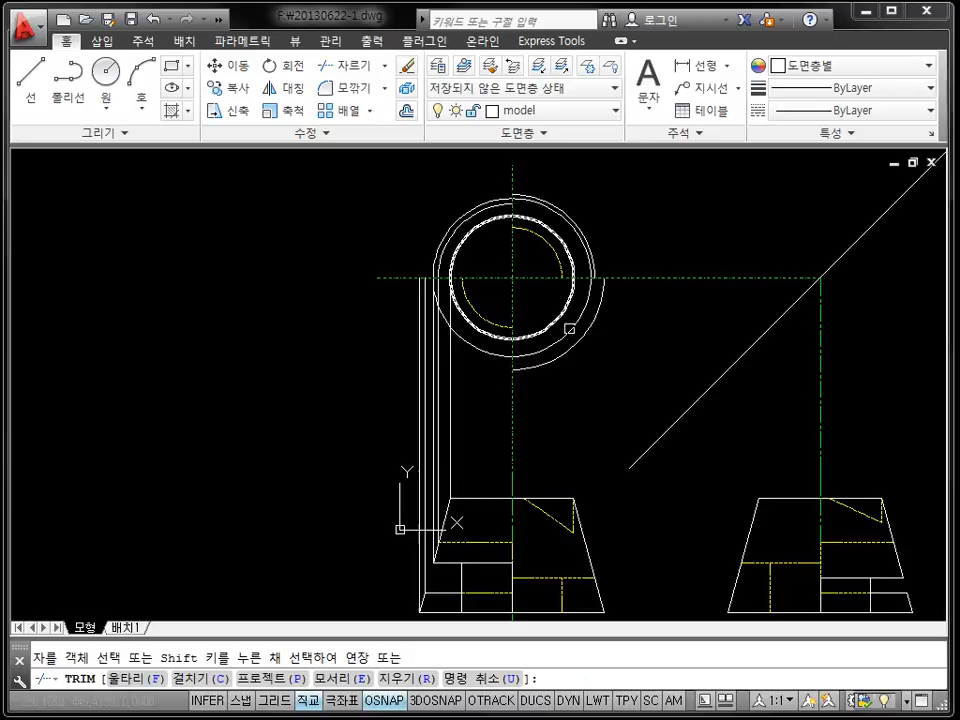 F:₩20130622-1.dwg
키워드 또는 구절 입력
로그인
홈 삽입 주석 배치 파라메트릭 뷰 관리 출력 플러그인 온라인 Express Tools
선 폴리선 원 호
이동 회전 자르기
복사 대칭 모깎기
신축 축척 배열
저장되지 않은 도면층 상태
model
문자
선형
지시선
테이블
도면층별
ByLayer
ByLayer
그리기 수정 도면층 주석 특성
Y
X
모형 배치1
자를 객체 선택 또는 Shift 키를 누른 채 선택하여 연장 또는
TRIM [울타리(F) 걸치기(C) 프로젝트(P) 모서리(E) 지우기(R) 명령 취소(U)]:
INFER 스냅 그리드 직교 극좌표 OSNAP 3DOSNAP OTRACK DUCS DYN LWT TPY SC AM
1:1